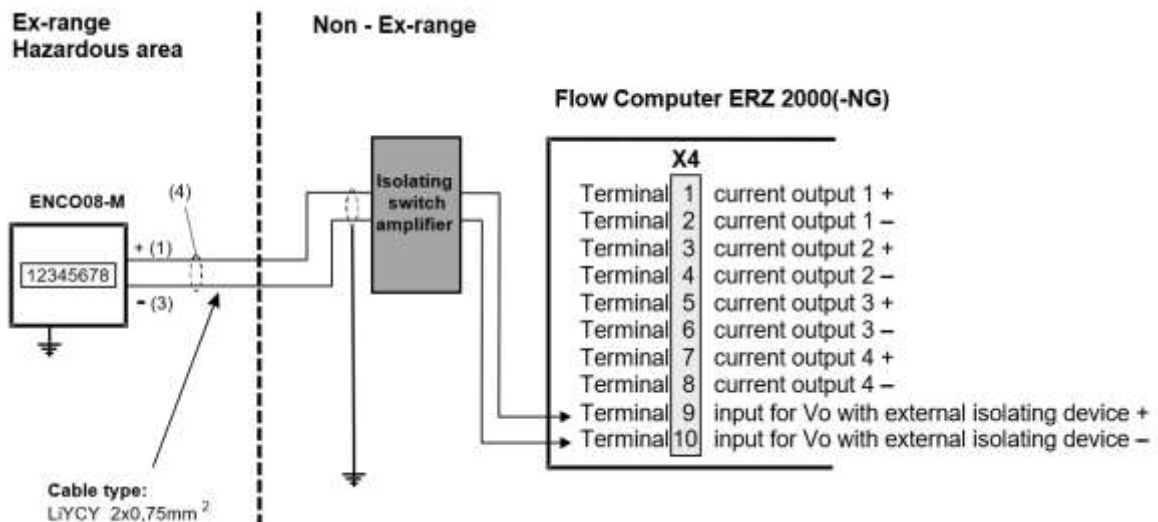 Ex-range
Hazardous area
Non - Ex-range
Flow Computer ERZ 2000(-NG)
X4
Isolating
switch
amplifier
ENCO08-M
(4)
+ (1)
12345678
- (3)
Terminal 1 current output 1 +
Terminal 2 current output 1 –
Terminal 3 current output 2 +
Terminal 4 current output 2 –
Terminal 5 current output 3 +
Terminal 6 current output 3 –
Terminal 7 current output 4 +
Terminal 8 current output 4 –
Terminal 9 input for Vo with external isolating device +
Terminal 10 input for Vo with external isolating device –
Cable type:
LiYCY 2x0,75mm ²